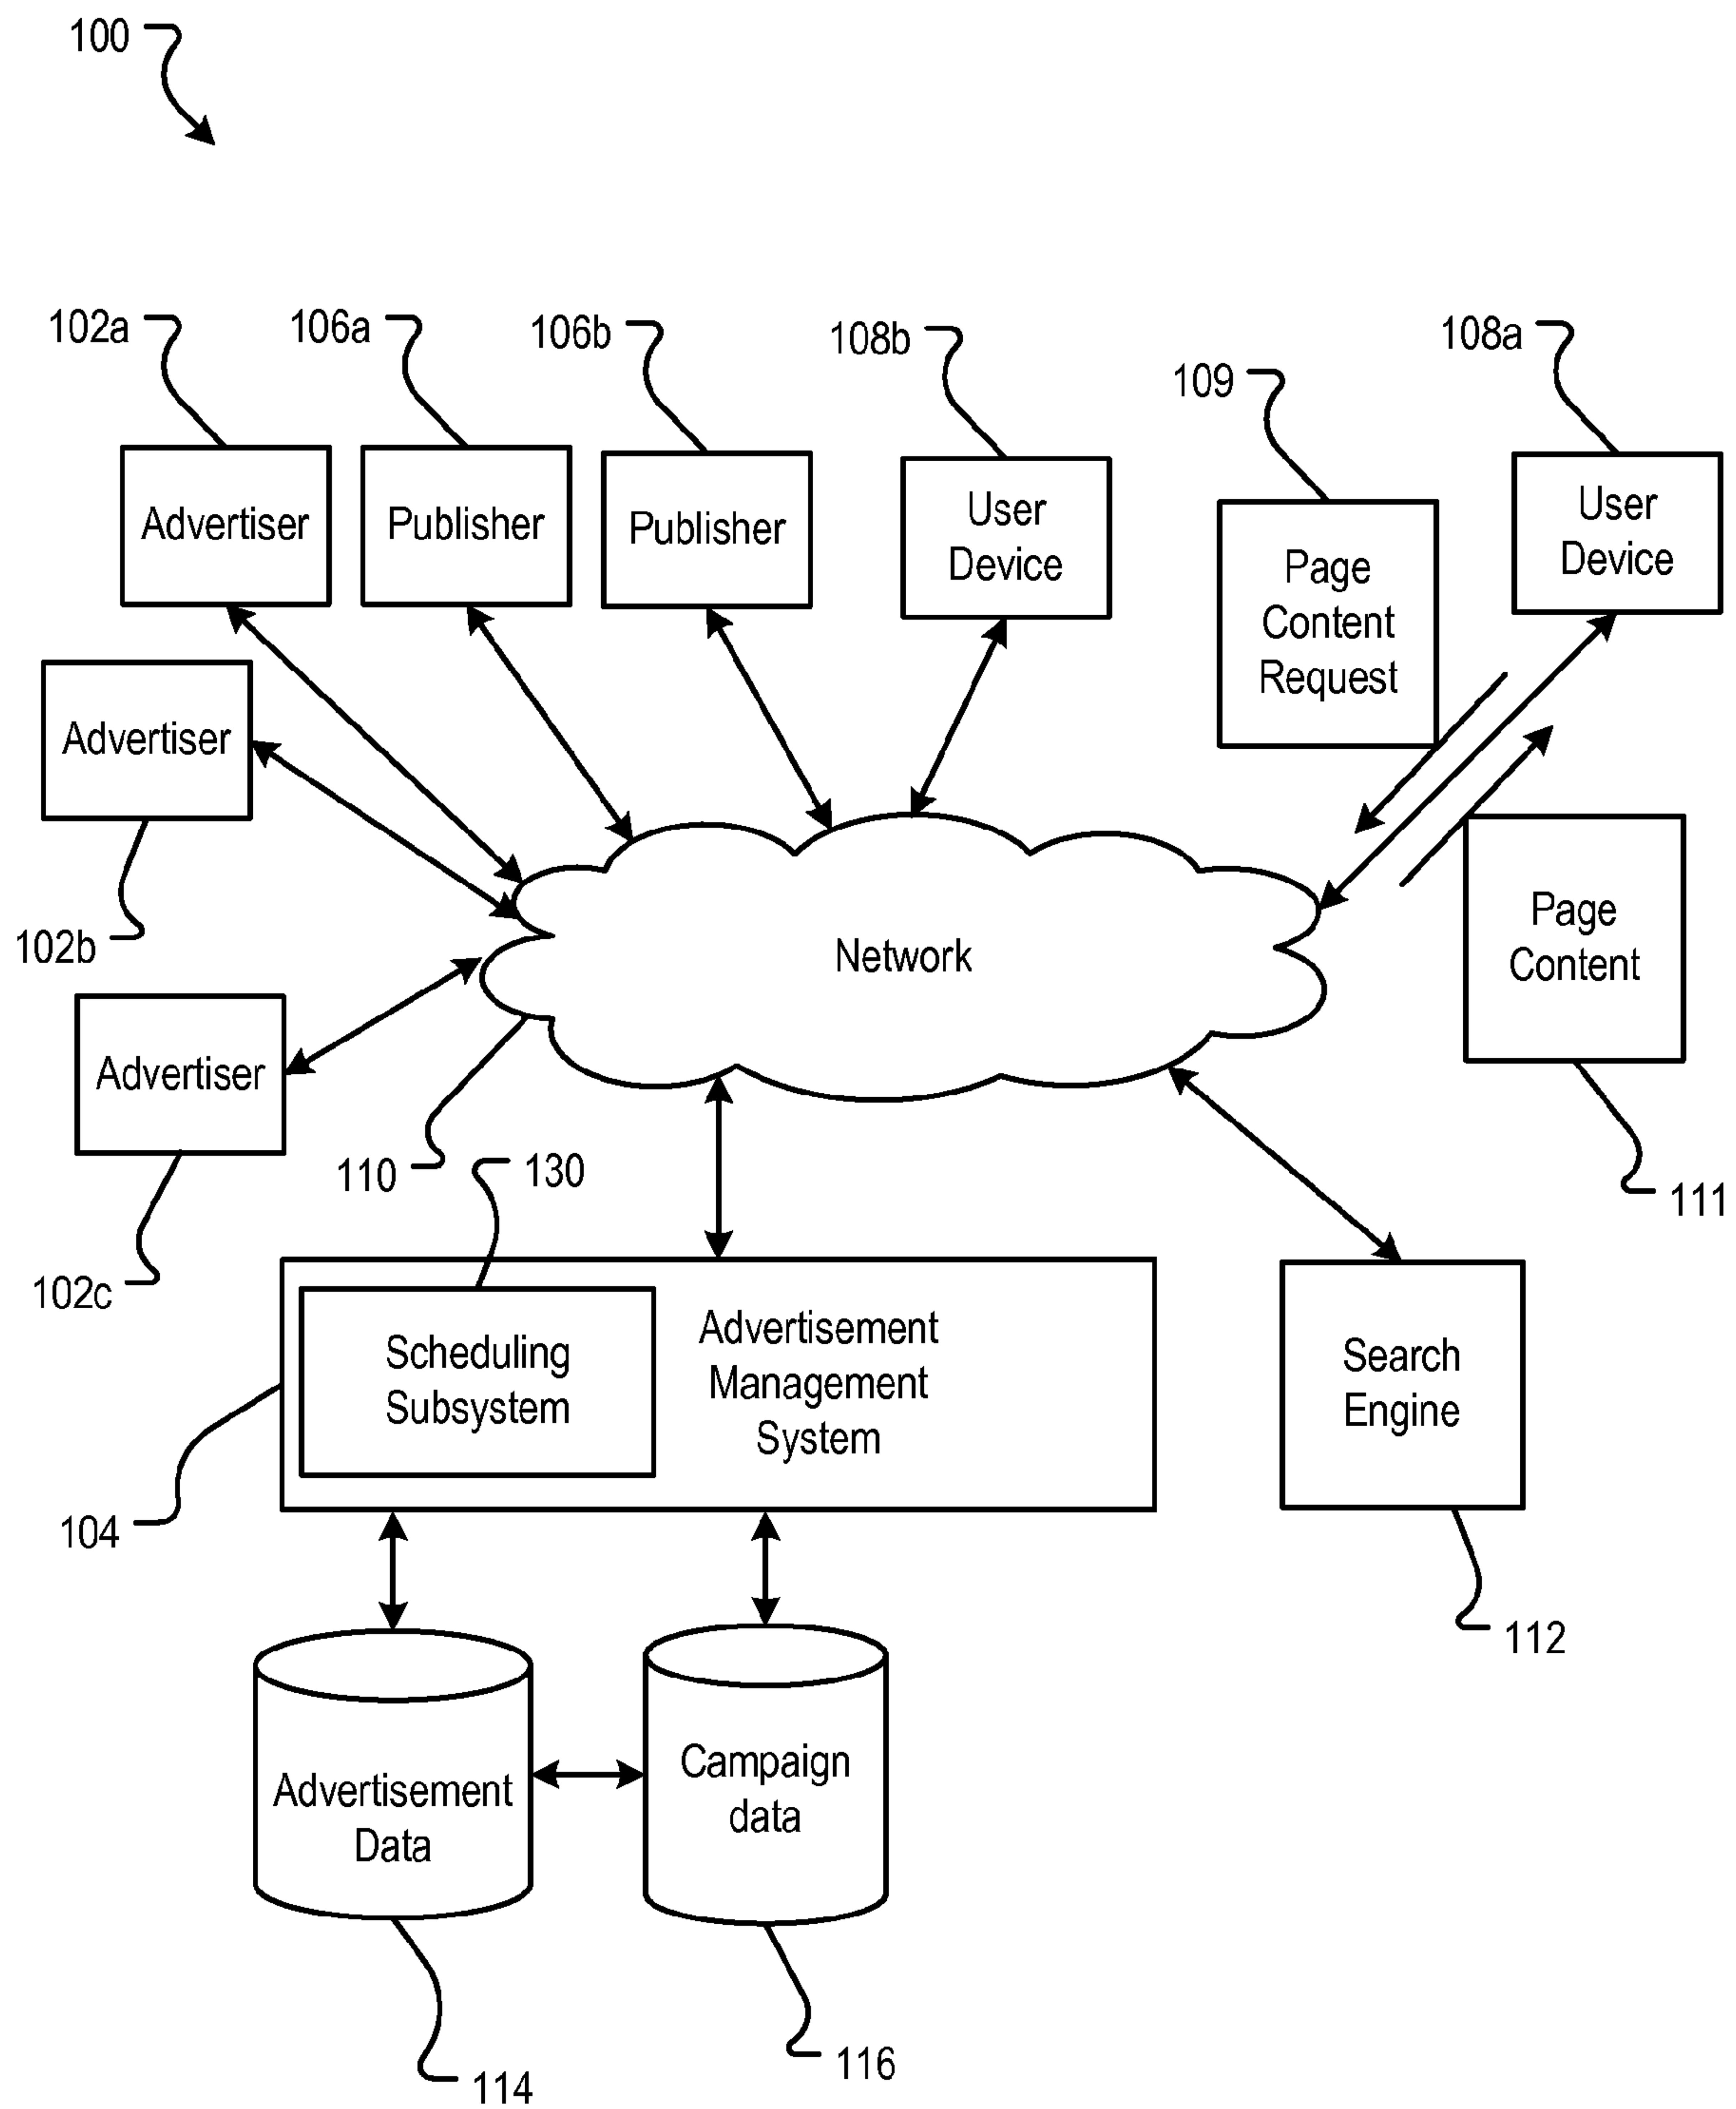 100
102a
106a
106b
108b
109
108a
Advertiser
Publisher
Publisher
User
Device
Page
Content
Request
User
Device
Advertiser
102b
Network
Page
Content
Advertiser
102c
110
130
111
Scheduling
Subsystem
Advertisement
Management
System
Search
Engine
104
112
Advertisement
Data
Campaign
data
114
116